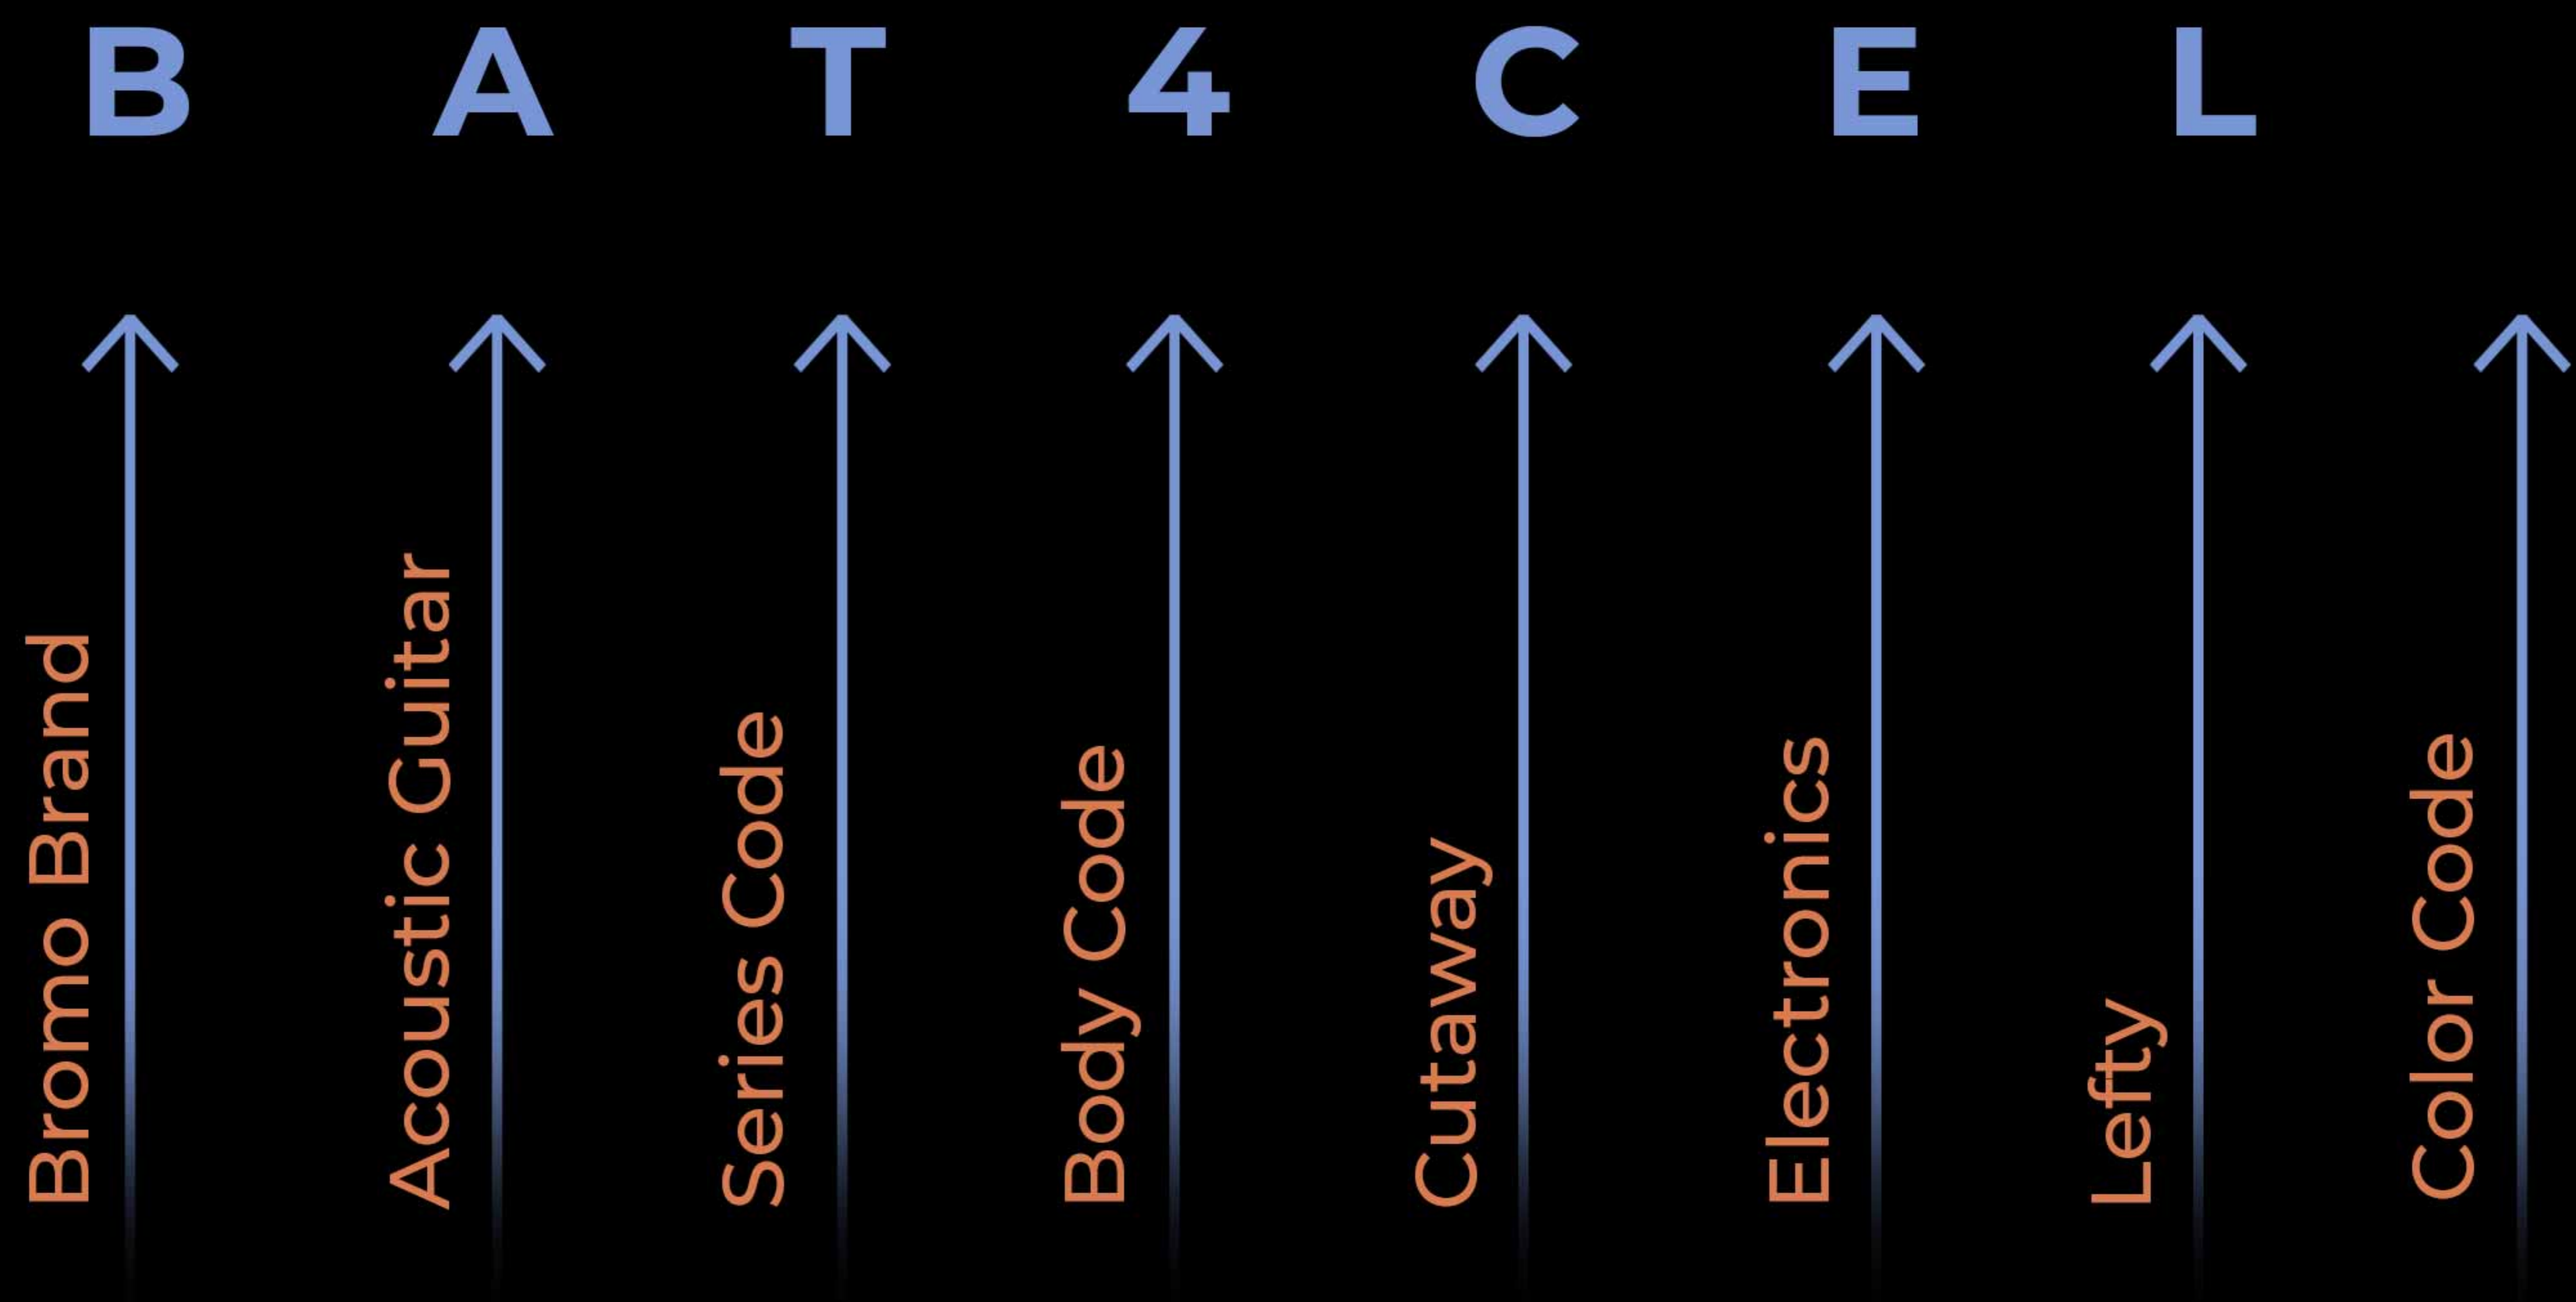 B A T 4 C E L
Bromo Brand
Acoustic Guitar
Series Code
Body Code
Cutaway
Electronics
Lefty
Color Code